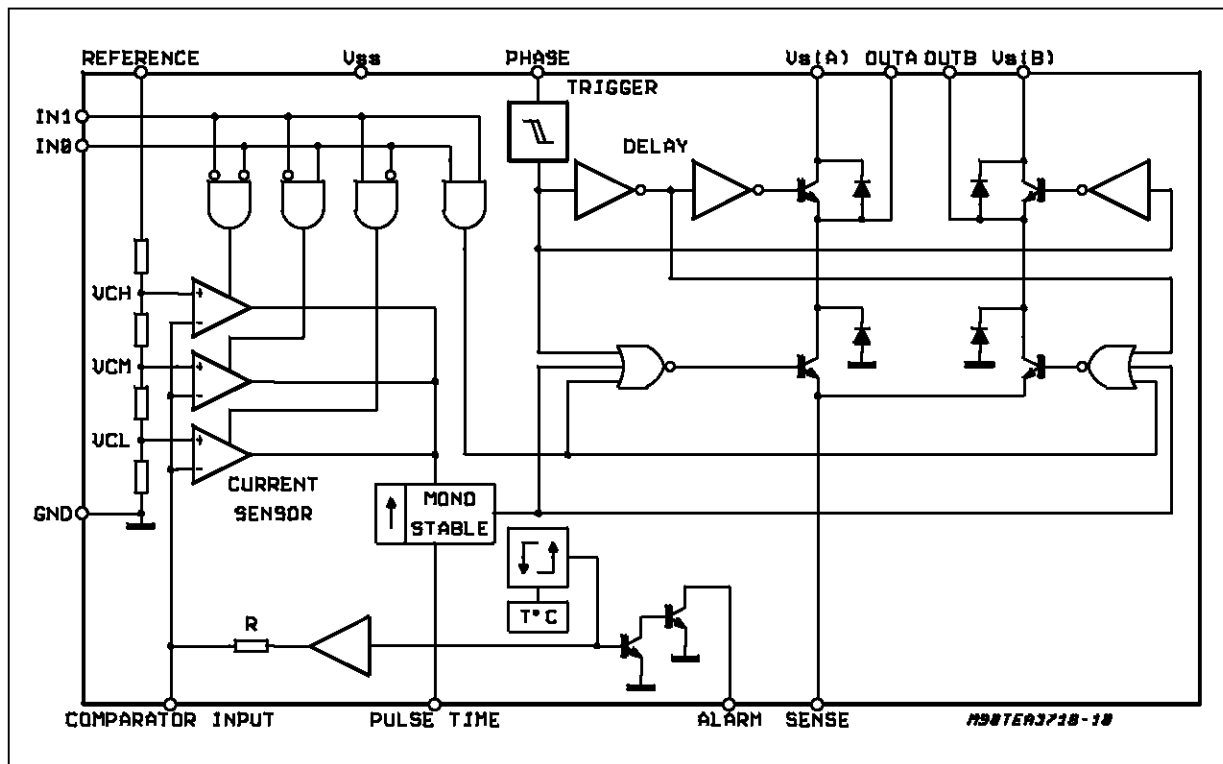 REFERENCE Vss PHASE Vs(A) OUTA OUTB Vs(B)
TRIGGER
IN1
IN0
DELAY
VCH
+
-
VCM
+
-
VCL
+
-
CURRENT
SENSOR
GND
MONO
STABLE
T°C
R
COMPARATOR INPUT PULSE TIME ALARM SENSE M90TEA3718-10